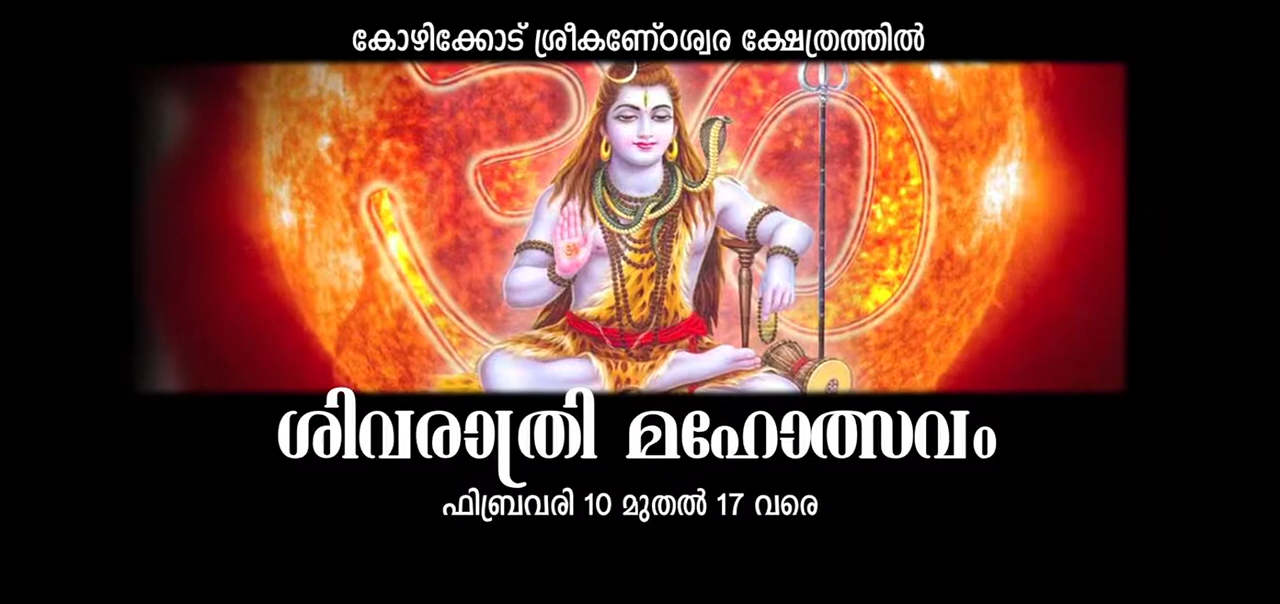 കോഴിക്കോട് ശ്രീകണ്ഠേശ്വര ക്ഷേത്രത്തിൽ
ശിവരാത്രി മഹോത്സവം
ഫിബ്രവരി 10 മുതൽ 17 വരെ